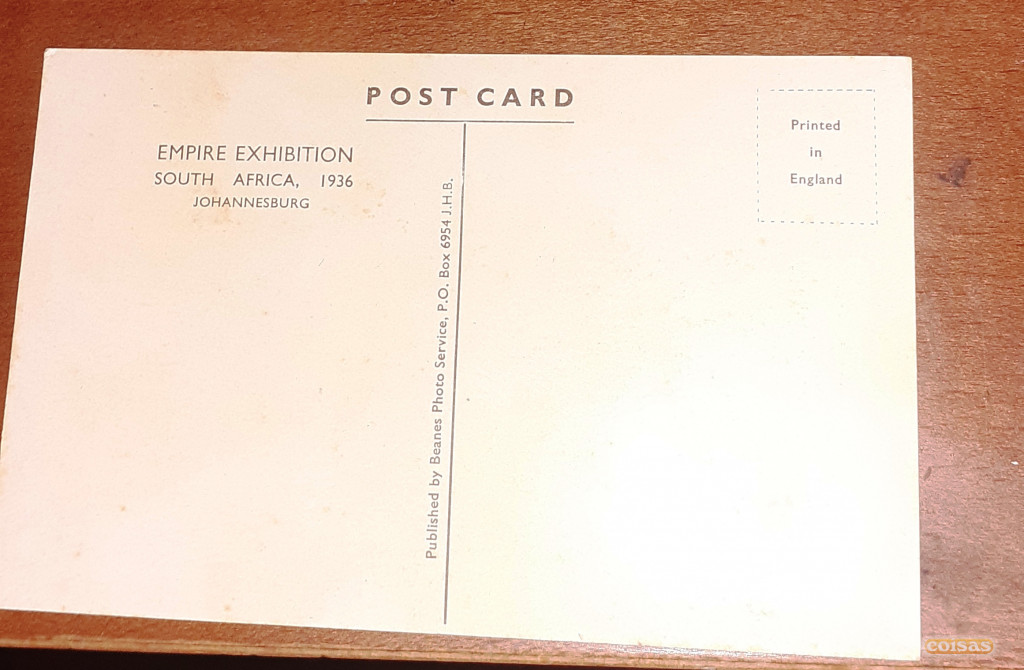 POST CARD
EMPIRE EXHIBITION
SOUTH AFRICA, 1936
JOHANNESBURG
Published by Beanes Photo Service, P.O. Box 6954 J.H.B.
Printed
in
England
coisas